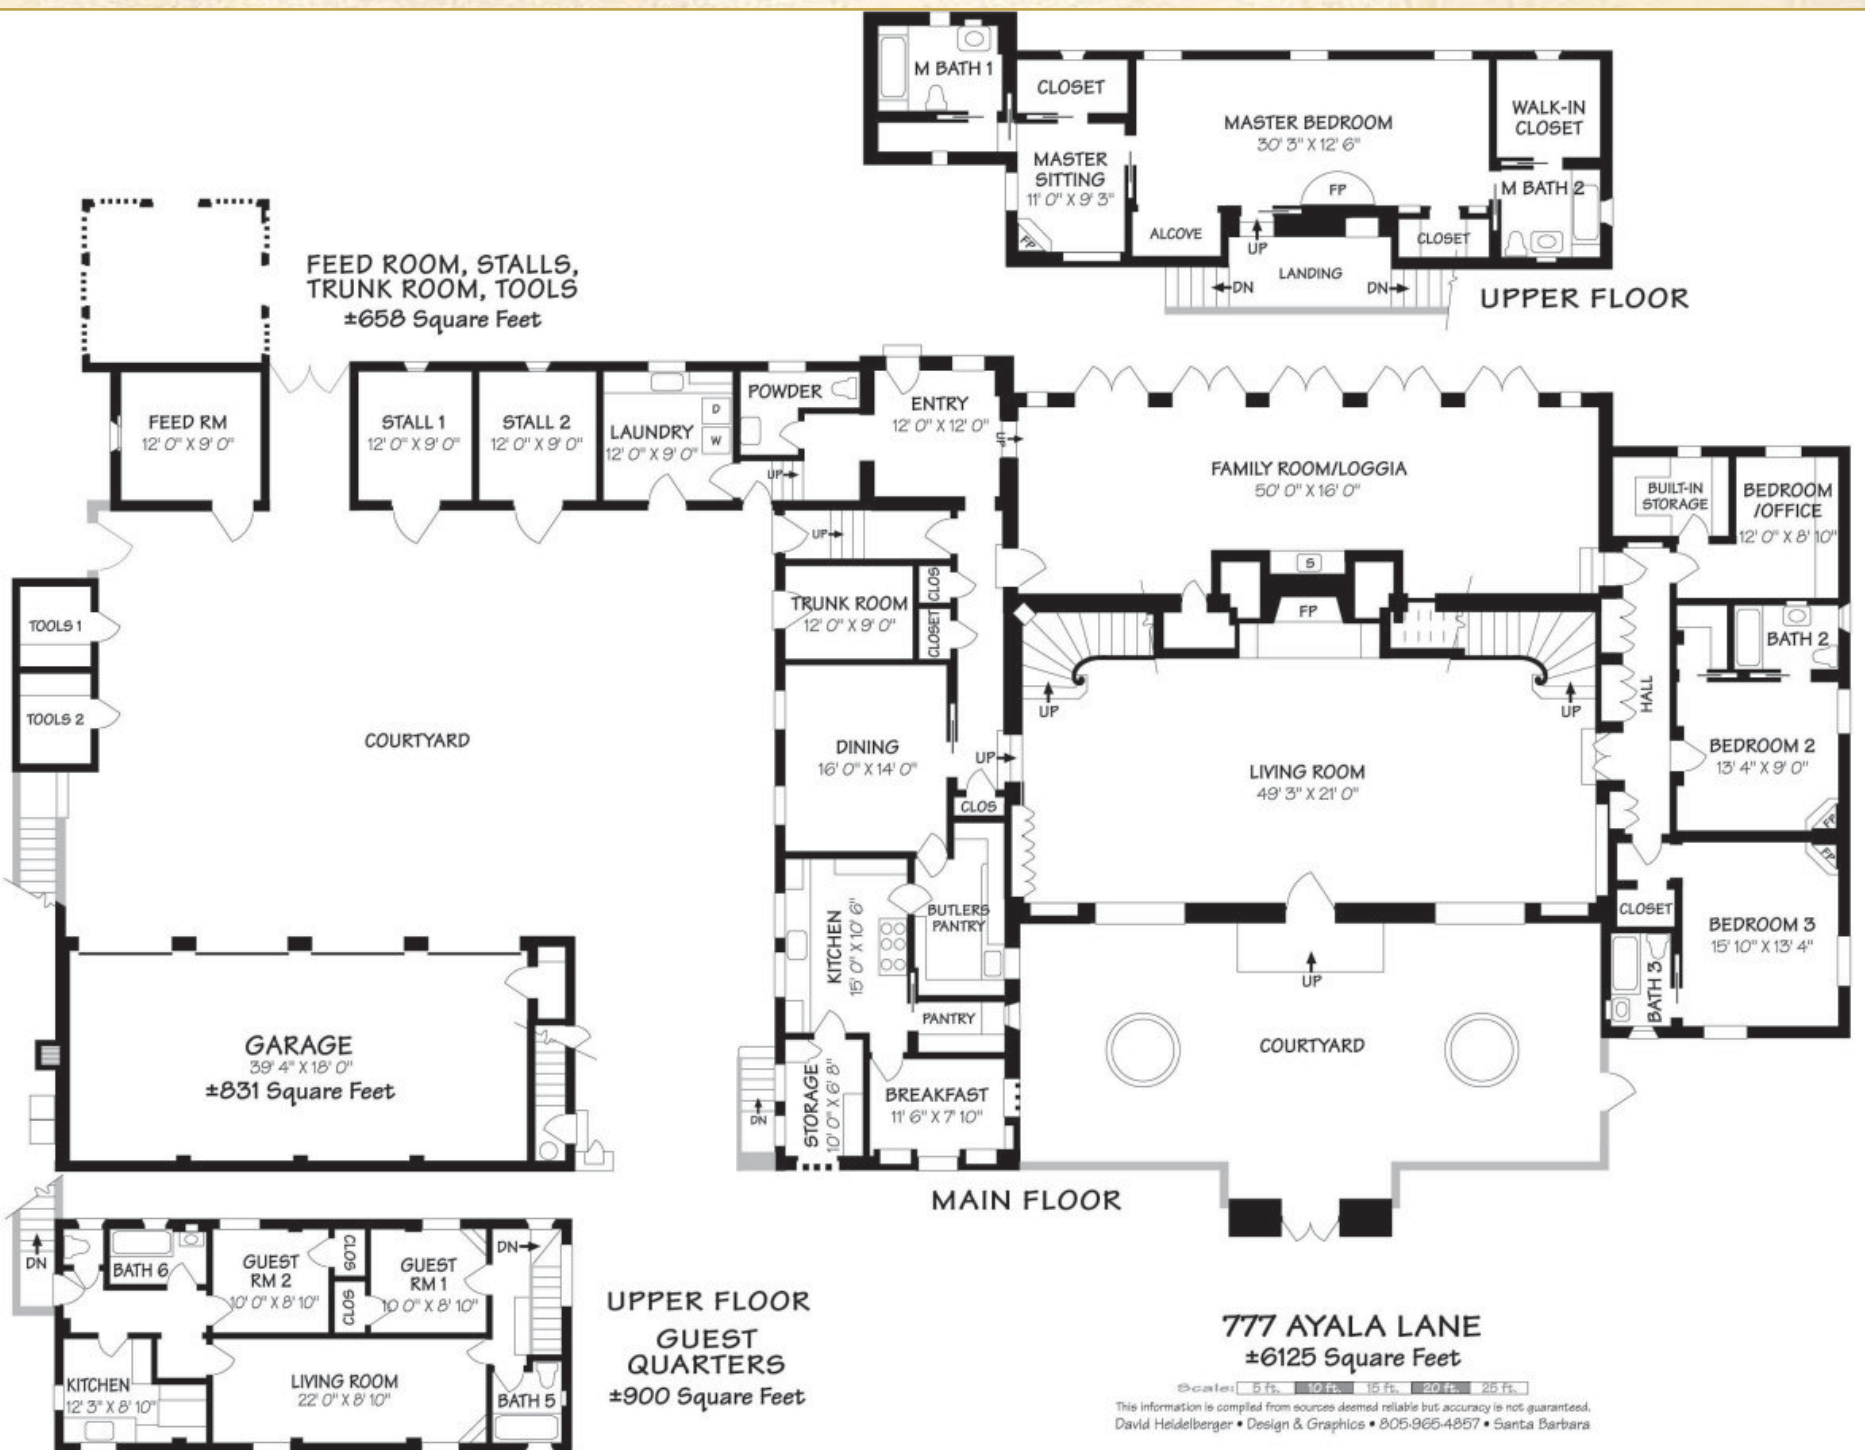 M BATH 1
CLOSET
MASTER BEDROOM
30' 3" X 12' 6"
WALK-IN
CLOSET
MASTER
SITTING
11' 0" X 9' 3"
FP
M BATH 2
FP
ALCOVE
UP
CLOSET
LANDING
DN
DN
UPPER FLOOR
FEED ROOM, STALLS,
TRUNK ROOM, TOOLS
±658 Square Feet
FEED RM
12' 0" X 9' 0"
STALL 1
12' 0" X 9' 0"
STALL 2
12' 0" X 9' 0"
LAUNDRY
12' 0" X 9' 0"
D
W
POWDER
UP
ENTRY
12' 0" X 12' 0"
UP
FAMILY ROOM/LOGGIA
50' 0" X 16' 0"
BUILT-IN
STORAGE
BEDROOM
/OFFICE
12' 0" X 8' 10"
UP
S
FP
TRUNK ROOM
12' 0" X 9' 0"
CLOS
CLOSET
TOOLS 1
TOOLS 2
COURTYARD
UP
UP
HALL
BATH 2
DINING
16' 0" X 14' 0"
UP
CLOS
LIVING ROOM
49' 3" X 21' 0"
BEDROOM 2
13' 4" X 9' 0"
FP
FP
KITCHEN
15' 0" X 10' 6"
BUTLERS
PANTRY
CLOSET
BEDROOM 3
15' 10" X 13' 4"
BATH 3
UP
PANTRY
COURTYARD
GARAGE
39' 4" X 18' 0"
±831 Square Feet
DN
STORAGE
10' 0" X 6' 8"
BREAKFAST
11' 6" X 7' 10"
MAIN FLOOR
DN
BATH 6
GUEST
RM 2
10' 0" X 8' 10"
CLOS
CLOS
GUEST
RM 1
10' 0" X 8' 10"
DN
KITCHEN
12' 3" X 8' 10"
LIVING ROOM
22' 0" X 8' 10"
BATH 5
UPPER FLOOR
GUEST
QUARTERS
±900 Square Feet
777 AYALA LANE
±6125 Square Feet
Scale: 5 ft. 10 ft. 15 ft. 20 ft. 25 ft.
This information is compiled from sources deemed reliable but accuracy is not guaranteed.
David Heidelberger • Design & Graphics • 805-965-4857 • Santa Barbara